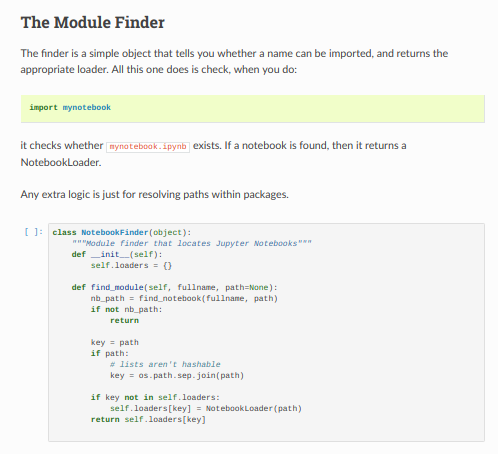 The Module Finder
The finder is a simple object that tells you whether a name can be imported, and returns the
appropriate loader. All this one does is check, when you do:
import mynotebook
it checks whether mynotebook.ipynb exists. If a notebook is found, then it returns a
NotebookLoader.
Any extra logic is just for resolving paths within packages.
[ ]: class NotebookFinder(object):
    """Module finder that locates Jupyter Notebooks"""
    def __init__(self):
        self.loaders = {}
    def find_module(self, fullname, path=None):
        nb_path = find_notebook(fullname, path)
        if not nb_path:
            return
        key = path
        if path:
            # lists aren't hashable
            key = os.path.sep.join(path)
        if key not in self.loaders:
            self.loaders[key] = NotebookLoader(path)
        return self.loaders[key]